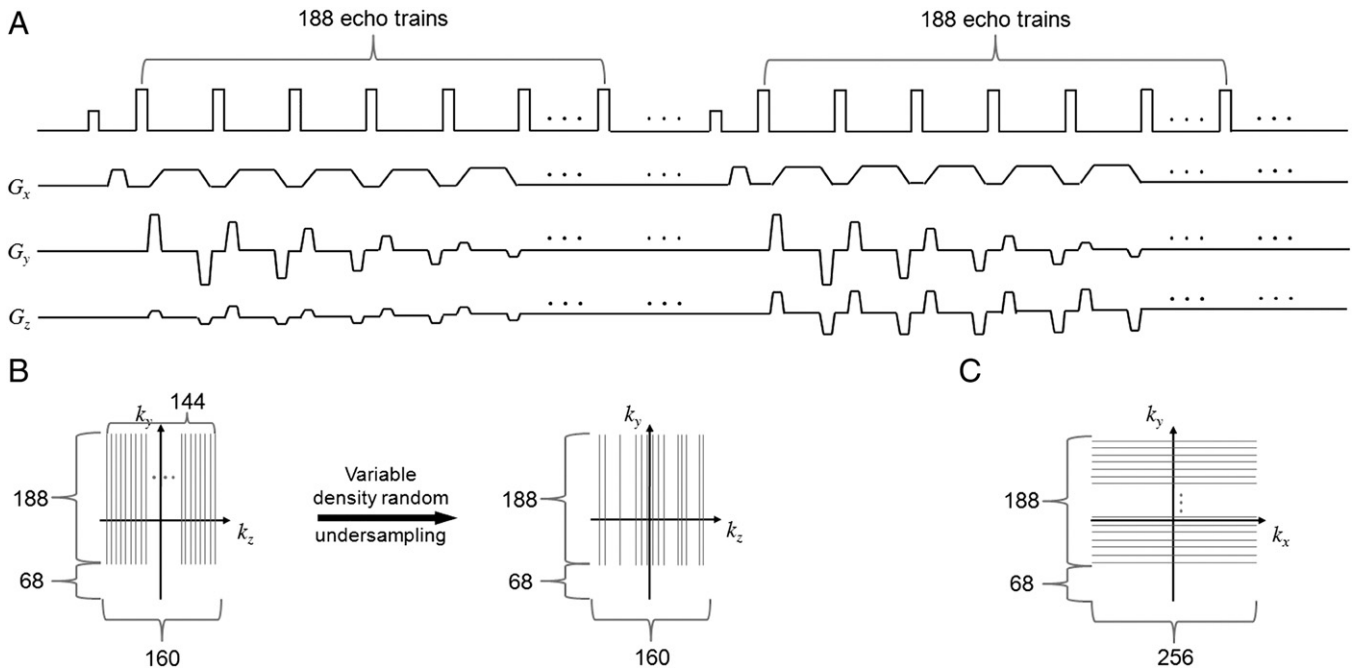 A
188 echo trains
188 echo trains
. . .
. . .
. . .
. . .
Gx
. . .
. . .
. . .
. . .
Gy
. . .
. . .
. . .
. . .
Gz
. . .
. . .
. . .
. . .
B
C
144
ky
ky
ky
188
. . .
Variable
density random
undersampling
188
188
kz
kz
kx
68
68
68
160
160
256